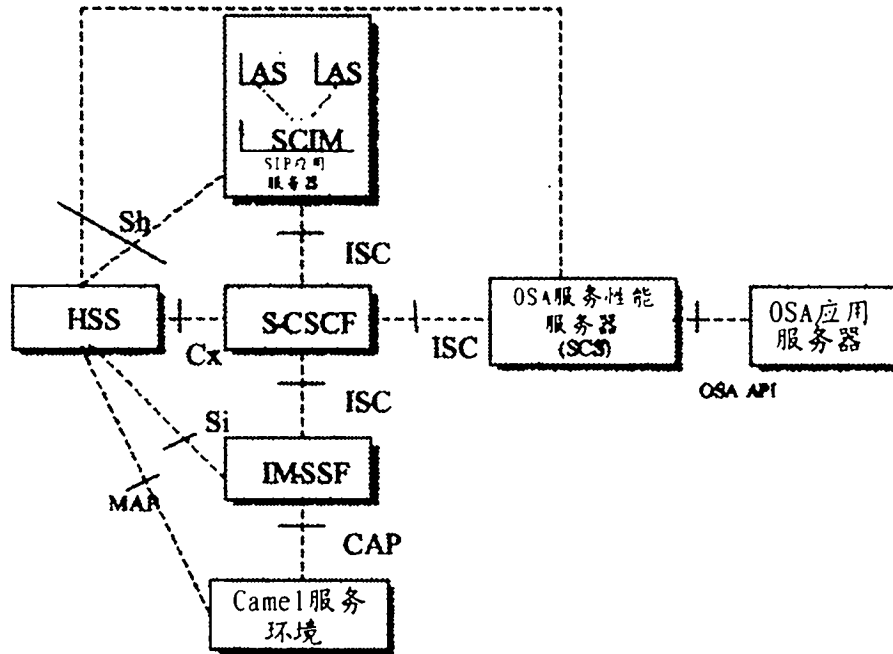 AS AS
SCIM
SIP应用
服务器
Sh
ISC
HSS
S-CSCF
OSA服务性能
服务器
(SCS)
OSA应用
服务器
Cx
ISC
OSA API
ISC
Si
IM-SSF
MAP
CAP
Camel服务
环境